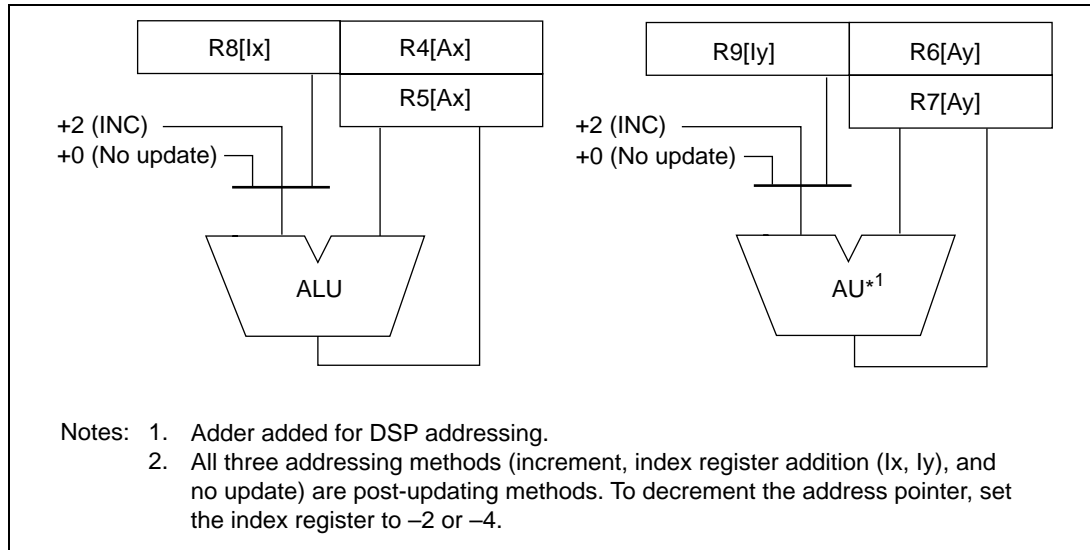 R8[Ix] R4[Ax]
R5[Ax]
+2 (INC)
+0 (No update)
ALU
R9[Iy] R6[Ay]
R7[Ay]
+2 (INC)
+0 (No update)
AU*1
Notes: 1. Adder added for DSP addressing.
2. All three addressing methods (increment, index register addition (Ix, Iy), and
no update) are post-updating methods. To decrement the address pointer, set
the index register to –2 or –4.